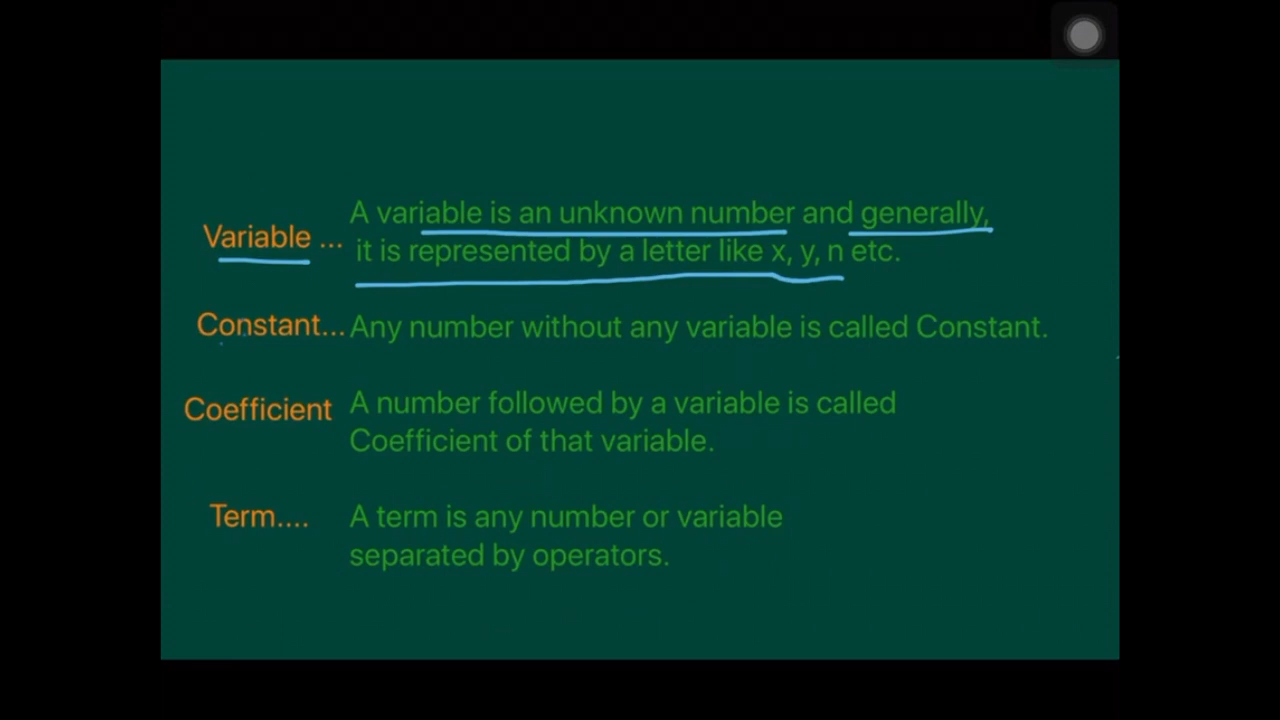 Variable ... A variable is an unknown number and generally,
it is represented by a letter like x, y, n etc.
Constant... Any number without any variable is called Constant.
Coefficient A number followed by a variable is called
Coefficient of that variable.
Term.... A term is any number or variable
separated by operators.